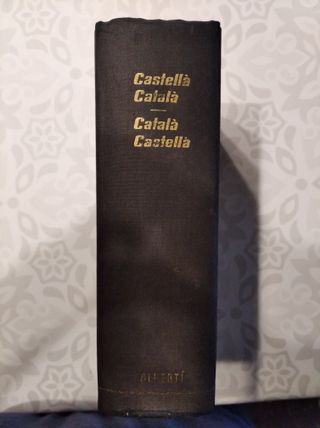 Castellà
Català
—
Català
Castellà
ALBERTÍ